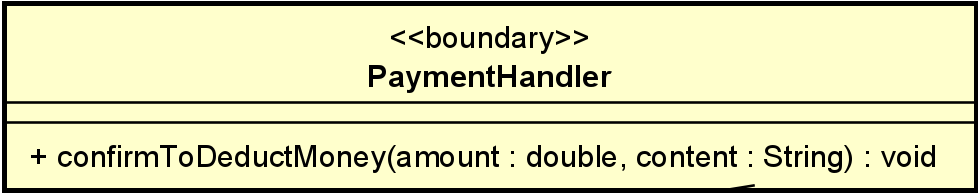 <<boundary>>
PaymentHandler
+ confirmToDeductMoney(amount : double, content : String) : void